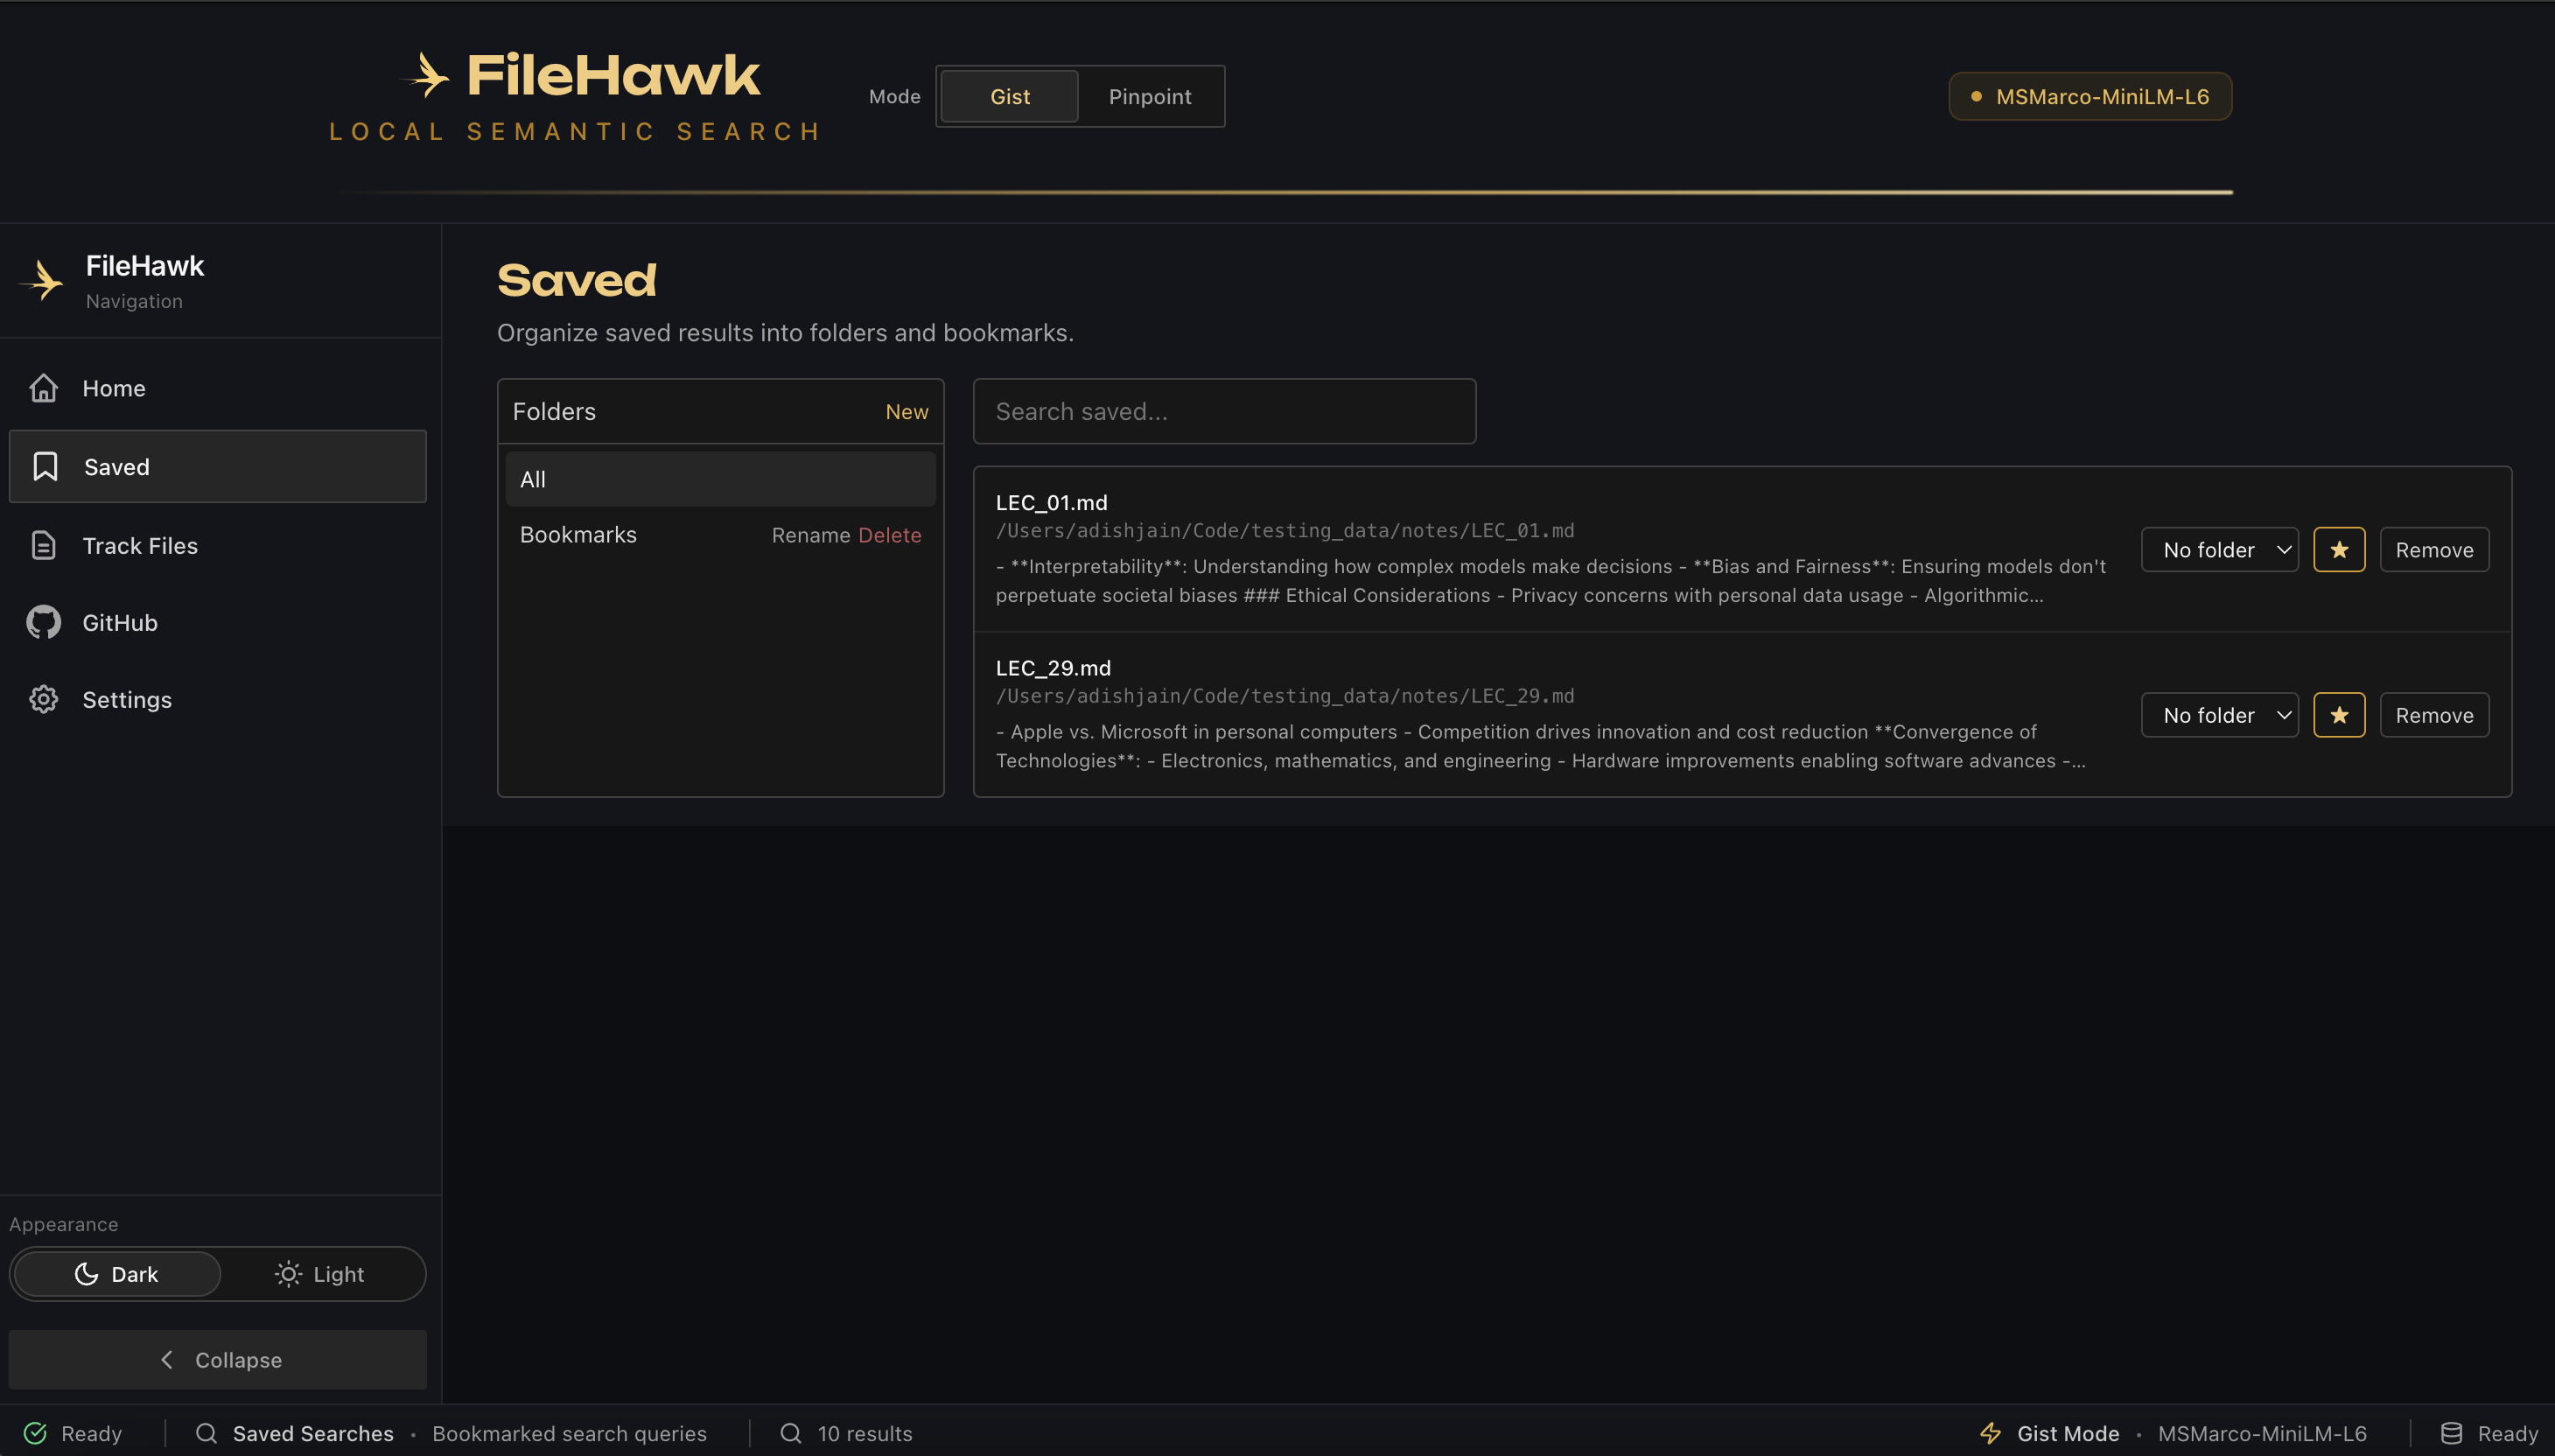 FileHawk
LOCAL SEMANTIC SEARCH
Mode
Gist
Pinpoint
MSMarco-MiniLM-L6
FileHawk
Navigation
Home
Saved
Track Files
GitHub
Settings
Appearance
Dark
Light
Collapse
Saved
Organize saved results into folders and bookmarks.
Folders
New
All
Bookmarks
Rename
Delete
Search saved...
LEC_01.md
/Users/adishjain/Code/testing_data/notes/LEC_01.md
- **Interpretability**: Understanding how complex models make decisions - **Bias and Fairness**: Ensuring models don't
perpetuate societal biases ### Ethical Considerations - Privacy concerns with personal data usage - Algorithmic...
No folder
Remove
LEC_29.md
/Users/adishjain/Code/testing_data/notes/LEC_29.md
- Apple vs. Microsoft in personal computers - Competition drives innovation and cost reduction **Convergence of
Technologies**: - Electronics, mathematics, and engineering - Hardware improvements enabling software advances -...
No folder
Remove
Ready
Saved Searches • Bookmarked search queries
10 results
Gist Mode • MSMarco-MiniLM-L6
Ready